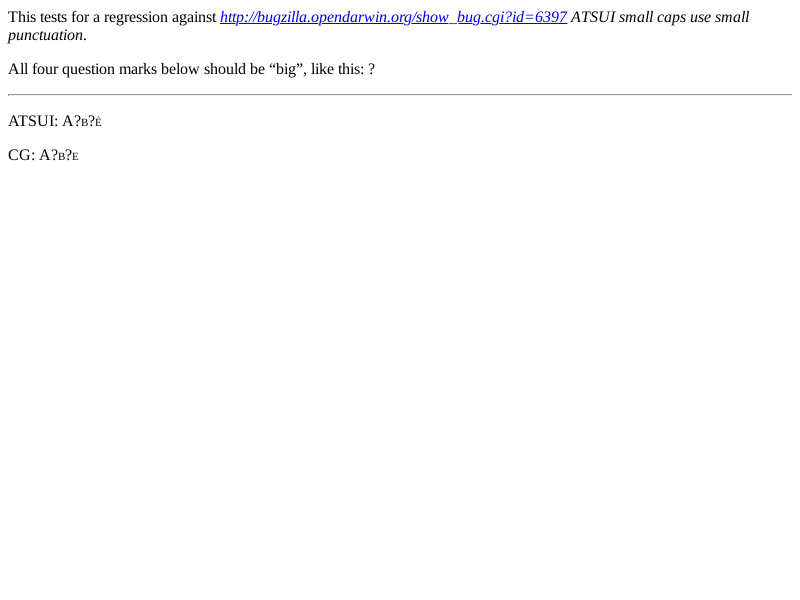 This tests for a regression against http://bugzilla.opendarwin.org/show_bug.cgi?id=6397 ATSUI small caps use small
punctuation.
All four question marks below should be “big”, like this: ?
ATSUI: A?B?È
CG: A?B?E